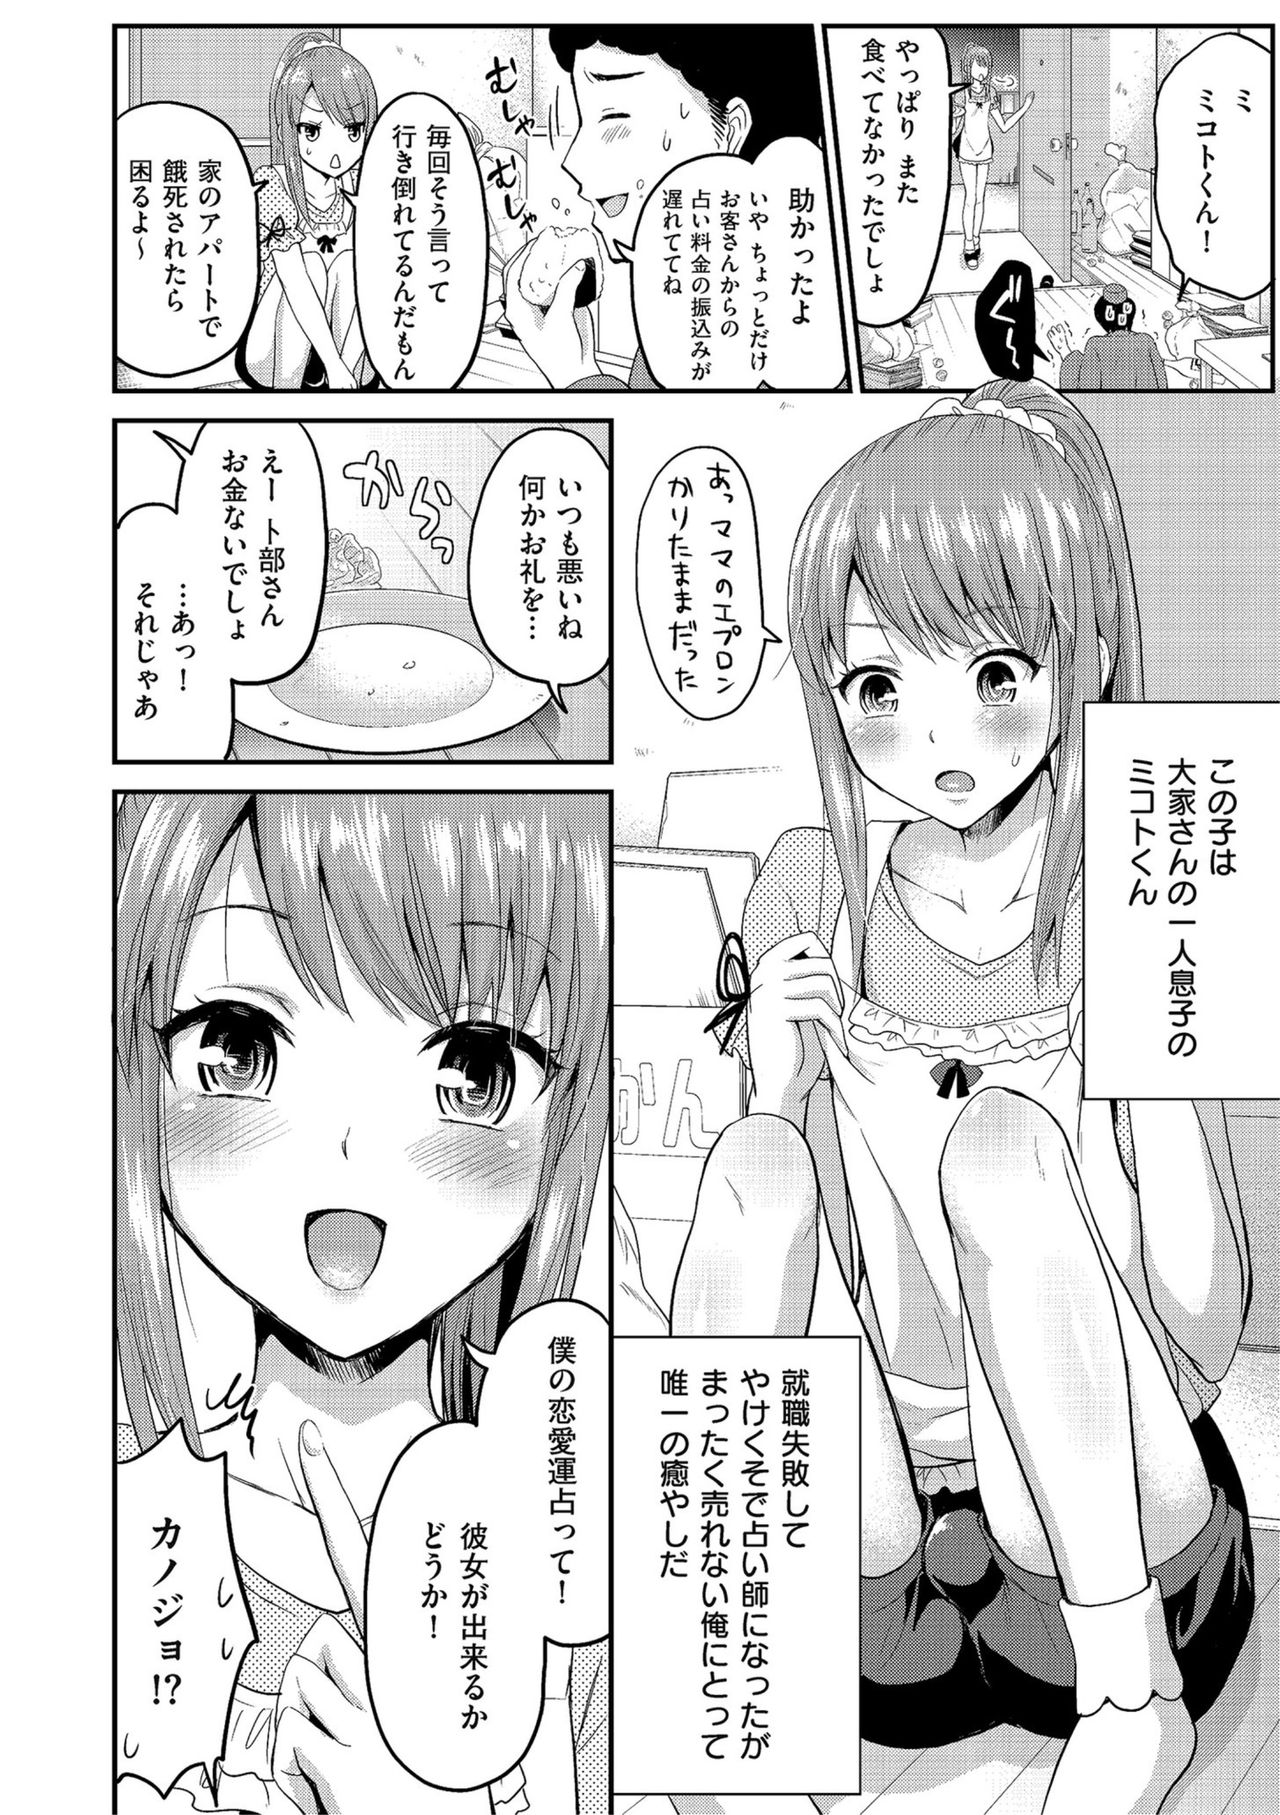 ミ
ミコトくん！
やっぱり また
食べてなかったでしょ
ぐ〜
助かったよ
いや ちょっとだけ
お客さんからの
占い料金の振込みが
遅れててね
むしゃ
むしゃ
毎回そう言って
行き倒れてるんだもん
家のアパートで
餓死されたら
困るよ〜
あっ ママのエプロン
かりたままだった
この子は
大家さんの一人息子の
ミコトくん
かん
就職失敗して
やけくそで占い師になったが
まったく売れない俺にとって
唯一の癒やしだ
いつも悪いね
何かお礼を…
からっ
えー ト部さん
お金ないでしょ
…あっ！
それじゃあ
僕の恋愛運占って！
彼女が出来るか
どうか！
カノジョ!?